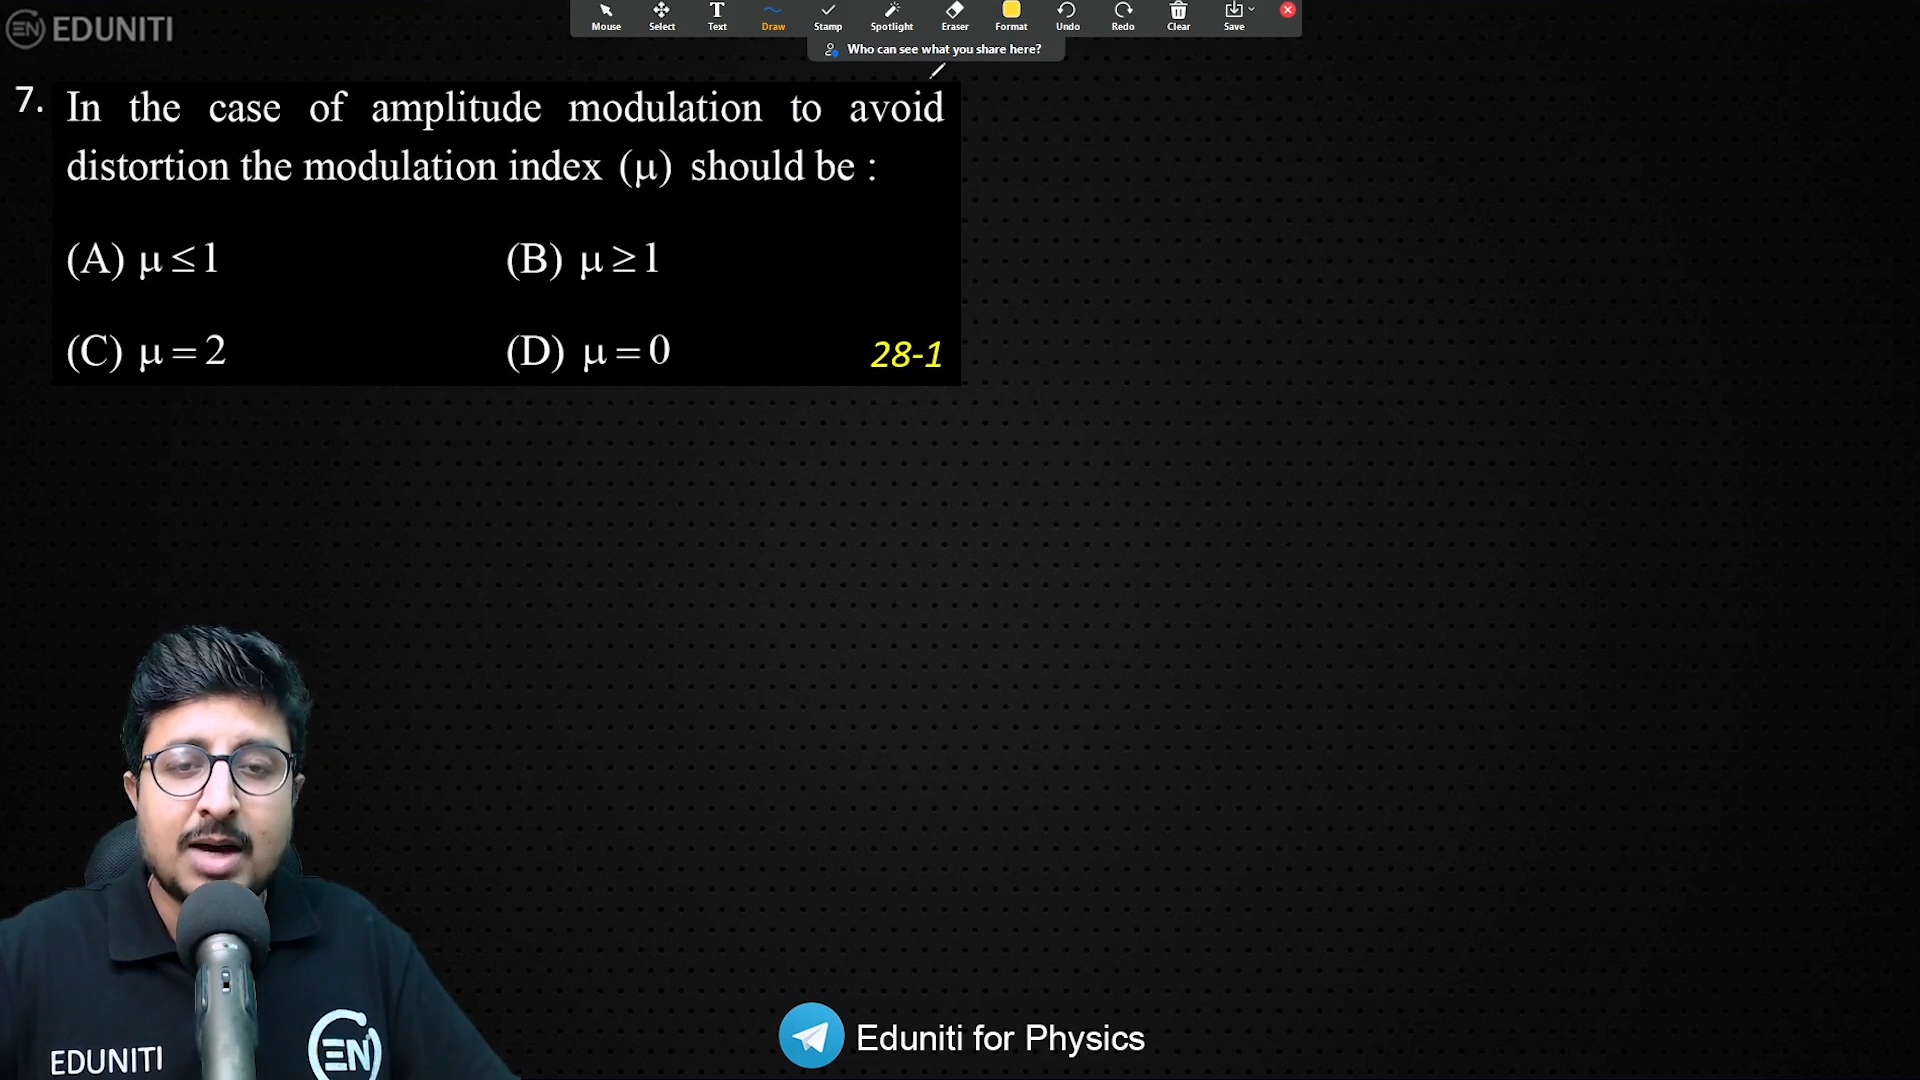 EDUNITI
Mouse Select Text Draw Stamp Spotlight Eraser Format Undo Redo Clear Save
Who can see what you share here?
7. In the case of amplitude modulation to avoid
distortion the modulation index (μ) should be :
(A) μ ≤ 1 (B) μ ≥ 1
(C) μ = 2 (D) μ = 0 28-1
EDUNITI EN
Eduniti for Physics